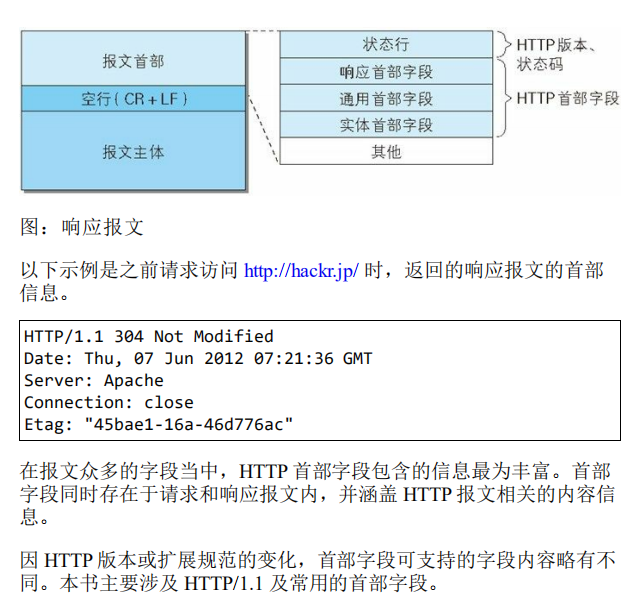 报文首部
空行（CR+LF）
报文主体
状态行
响应首部字段
通用首部字段
实体首部字段
其他
HTTP版本、
状态码
HTTP首部字段
图：响应报文
以下示例是之前请求访问 http://hackr.jp/ 时，返回的响应报文的首部
信息。
HTTP/1.1 304 Not Modified
Date: Thu, 07 Jun 2012 07:21:36 GMT
Server: Apache
Connection: close
Etag: "45bae1-16a-46d776ac"
在报文众多的字段当中，HTTP 首部字段包含的信息最为丰富。首部
字段同时存在于请求和响应报文内，并涵盖 HTTP 报文相关的内容信
息。
因 HTTP 版本或扩展规范的变化，首部字段可支持的字段内容略有不
同。本书主要涉及 HTTP/1.1 及常用的首部字段。